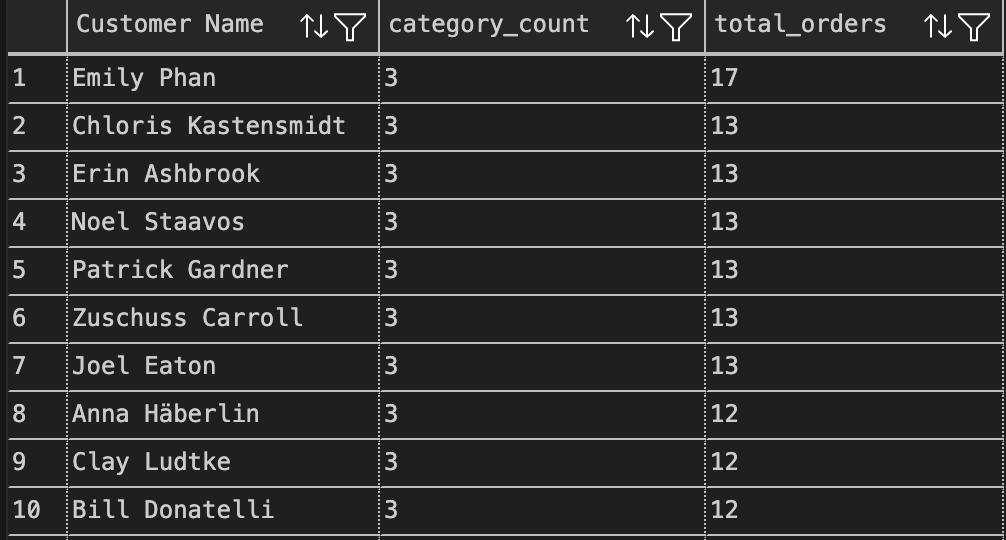 Customer Name category_count total_orders
1 Emily Phan 3 17
2 Chloris Kastensmidt 3 13
3 Erin Ashbrook 3 13
4 Noel Staavos 3 13
5 Patrick Gardner 3 13
6 Zuschuss Carroll 3 13
7 Joel Eaton 3 13
8 Anna Häberlin 3 12
9 Clay Ludtke 3 12
10 Bill Donatelli 3 12